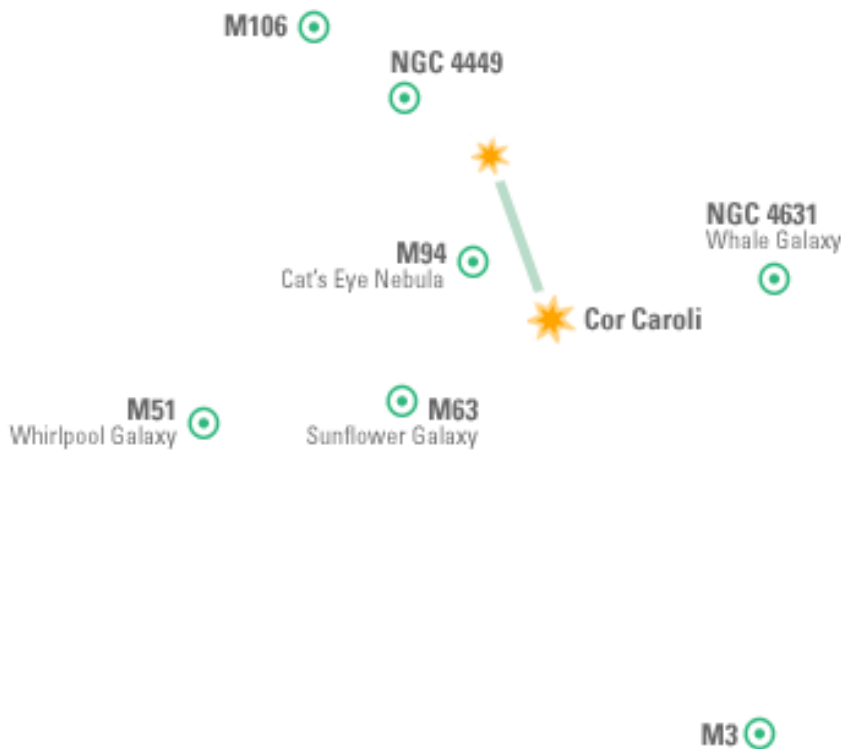 M106
NGC 4449
NGC 4631
Whale Galaxy
M94
Cat's Eye Nebula
Cor Caroli
M51
Whirlpool Galaxy
M63
Sunflower Galaxy
M3